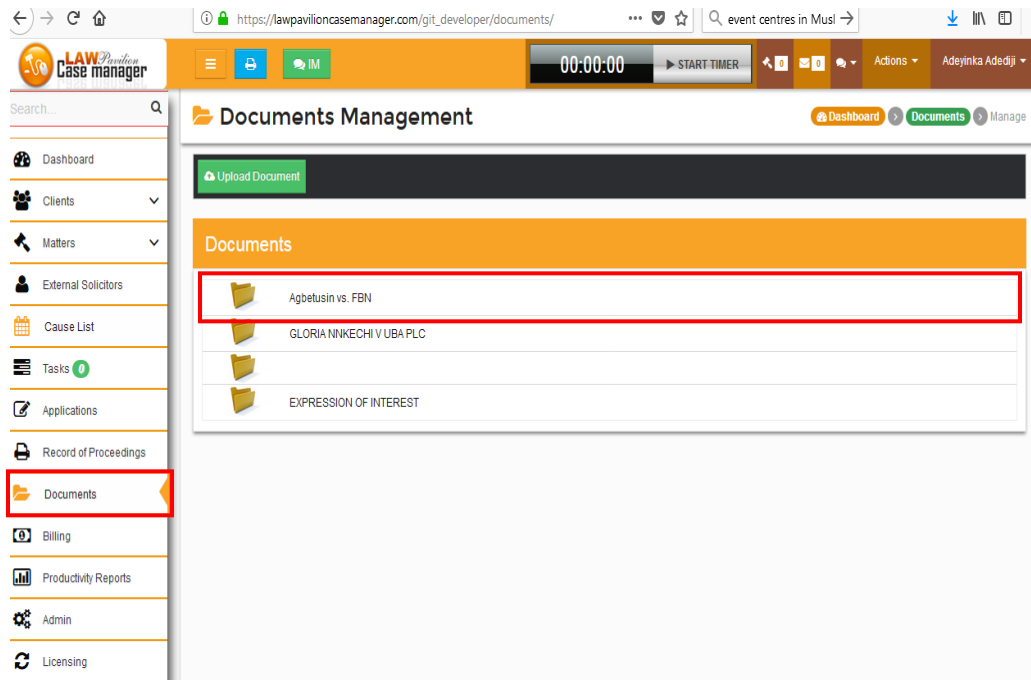 https://lawpavilioncasemanager.com/git_developer/documents/
event centres in Musl
LAW Pavilion
Case manager
IM
00:00:00
START TIMER
0
0
Actions
Adeyinka Adediji
Search...
Documents Management
Dashboard
Documents
Manage
Dashboard
Clients
Matters
External Solicitors
Cause List
Tasks 0
Applications
Record of Proceedings
Documents
Billing
Productivity Reports
Admin
Licensing
Upload Document
Documents
Agbetusin vs. FBN
GLORIA NNKECHI V UBA PLC
EXPRESSION OF INTEREST